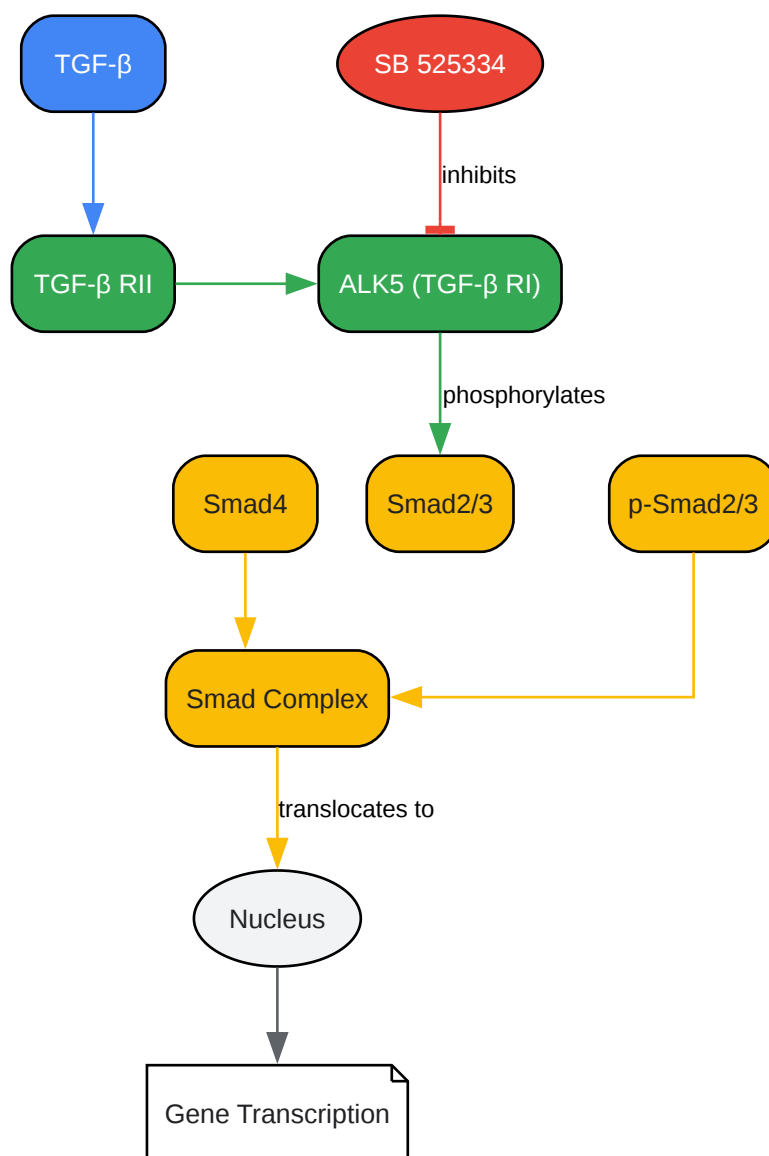 TGF-β
SB 525334
inhibits
TGF-β RII
ALK5 (TGF-β RI)
phosphorylates
Smad4
Smad2/3
p-Smad2/3
Smad Complex
translocates to
Nucleus
Gene Transcription